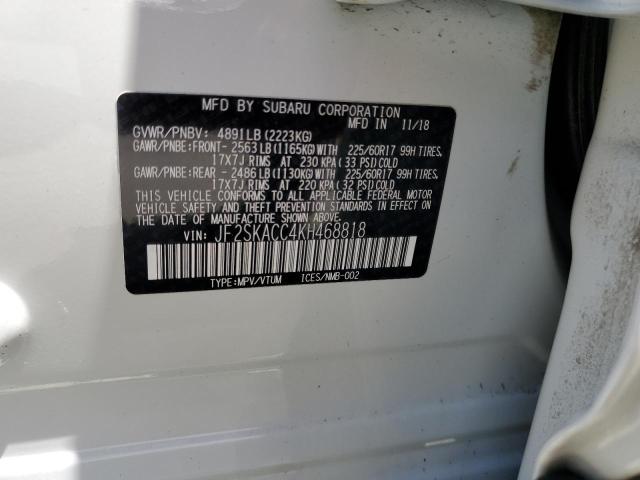 MFD BY SUBARU CORPORATION
MFD IN 11/18
GVWR/PNBV: 4891LB(2223KG)
GAWR/PNBE:FRONT- 2563LB(1165KG)WITH 225/60R17 99H TIRES,
17X7J RIMS AT 230 KPA(33 PSI)COLD
GAWR/PNBE:REAR - 2486LB(1130KG)WITH 225/60R17 99H TIRES,
17X7J RIMS AT 220 KPA(32 PSI)COLD
THIS VEHICLE CONFORMS TO ALL APPLICABLE FEDERAL MOTOR
VEHICLE SAFETY AND THEFT PREVENTION STANDARDS IN EFFECT ON
THE DATE OF MANUFACTURE SHOWN ABOVE.
VIN: JF2SKACC4KH468818
TYPE:MPV/VTUM ICES/NMB-002